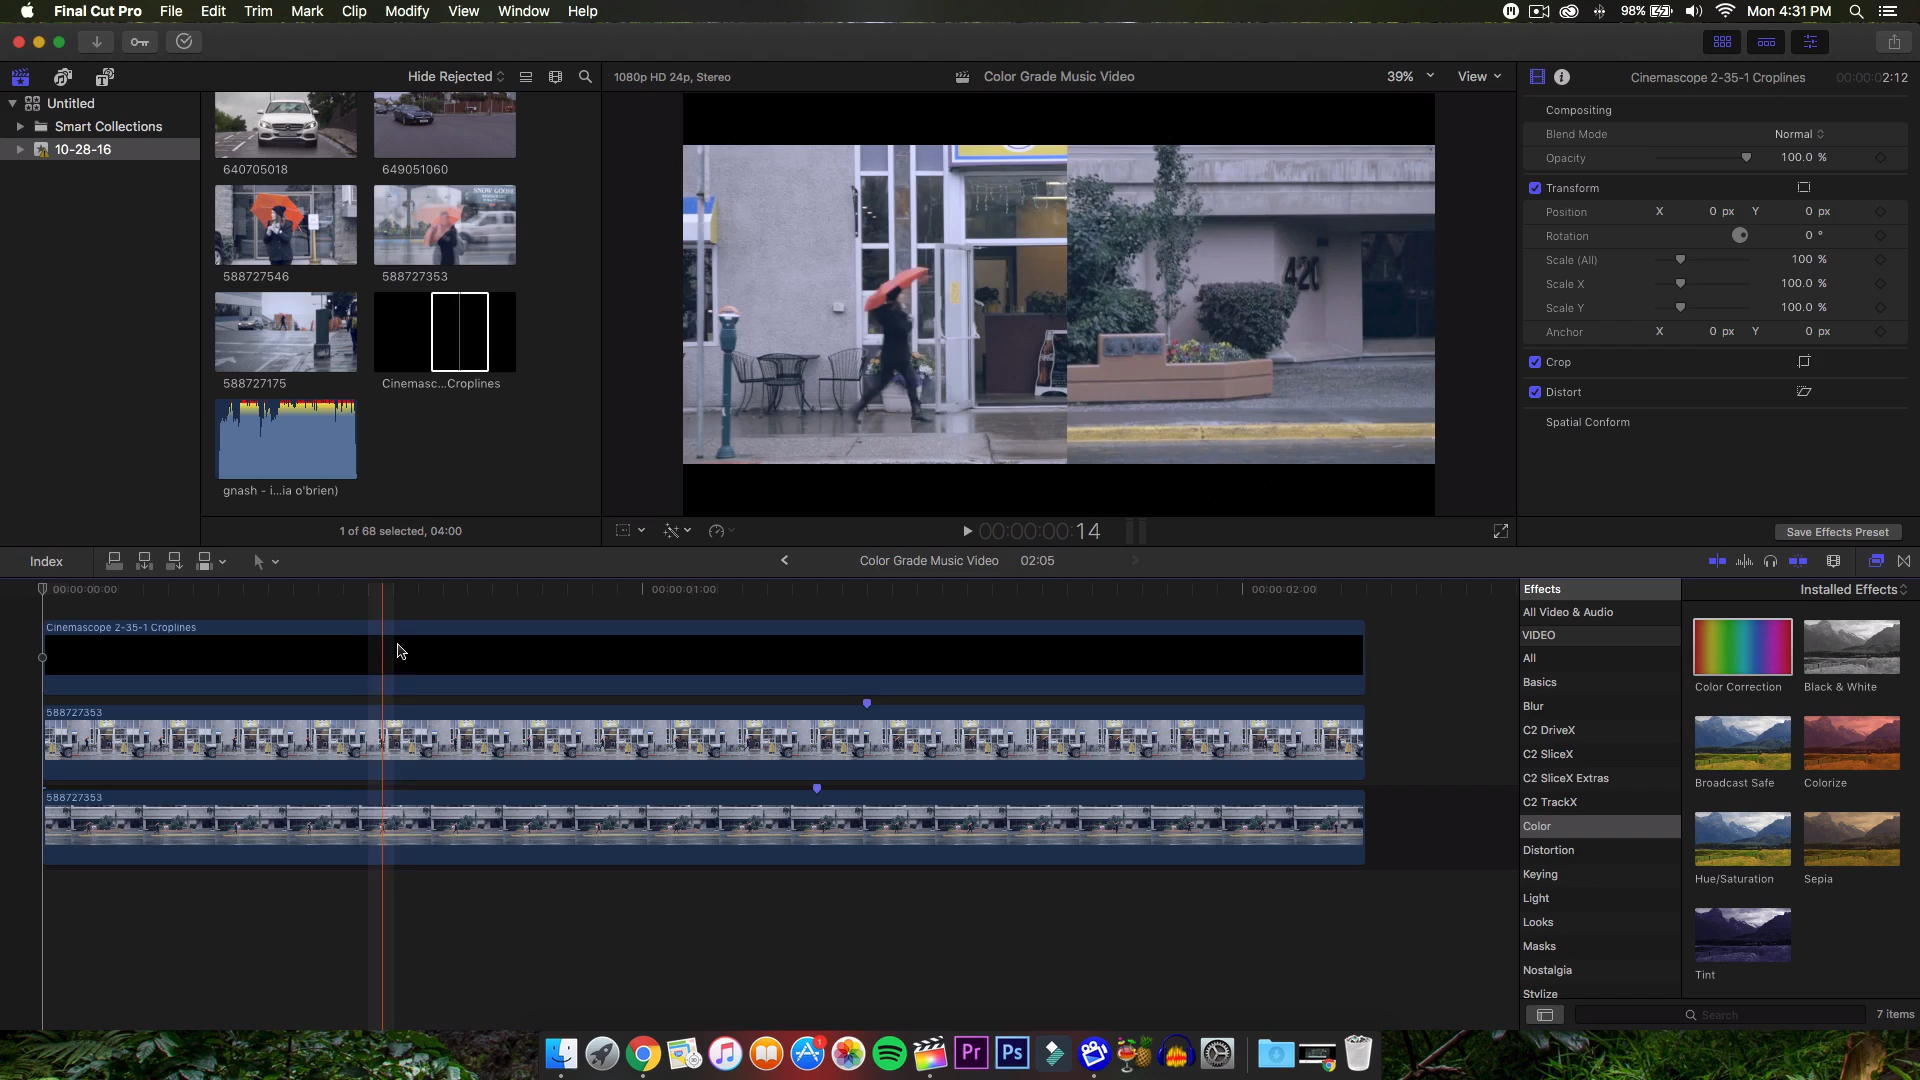 Final Cut Pro File Edit Trim Mark Clip Modify View Window Help
98% Mon 4:31 PM
Hide Rejected
1080p HD 24p, Stereo
Color Grade Music Video
39%
View
Cinemascope 2-35-1 Croplines
00:00:02:12
Untitled
Smart Collections
10-28-16
640705018
649051060
SNOW GOOSE
588727546
588727353
588727175
Cinemasc...Croplines
gnash - i...ia o'brien)
1 of 68 selected, 04:00
420
00:00:00:14
Compositing
Blend Mode Normal
Opacity 100.0 %
Transform
Position X 0 px Y 0 px
Rotation 0 °
Scale (All) 100 %
Scale X 100.0 %
Scale Y 100.0 %
Anchor X 0 px Y 0 px
Crop
Distort
Spatial Conform
Save Effects Preset
Index
Color Grade Music Video 02:05
00:00:00:00
00:00:01:00
00:00:02:00
Cinemascope 2-35-1 Croplines
588727353
588727353
Effects
Installed Effects
All Video & Audio
VIDEO
All
Basics
Blur
C2 DriveX
C2 SliceX
C2 SliceX Extras
C2 TrackX
Color
Distortion
Keying
Light
Looks
Masks
Nostalgia
Stylize
Color Correction
Black & White
Broadcast Safe
Colorize
Hue/Saturation
Sepia
Tint
Search
7 items
1
Pr
Ps